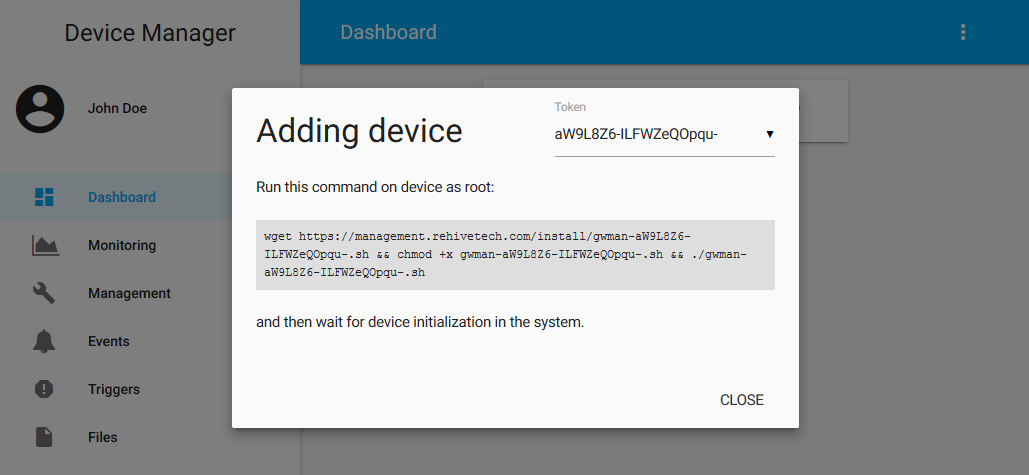 Device Manager
Dashboard
John Doe
Dashboard
Monitoring
Management
Events
Triggers
Files
Adding device
Token
aW9L8Z6-ILFWZeQOpqu-
Run this command on device as root:
wget https://management.rehivetech.com/install/gwman-aW9L8Z6-
ILFWZeQOpqu-.sh && chmod +x gwman-aW9L8Z6-ILFWZeQOpqu-.sh && ./gwman-
aW9L8Z6-ILFWZeQOpqu-.sh
and then wait for device initialization in the system.
CLOSE